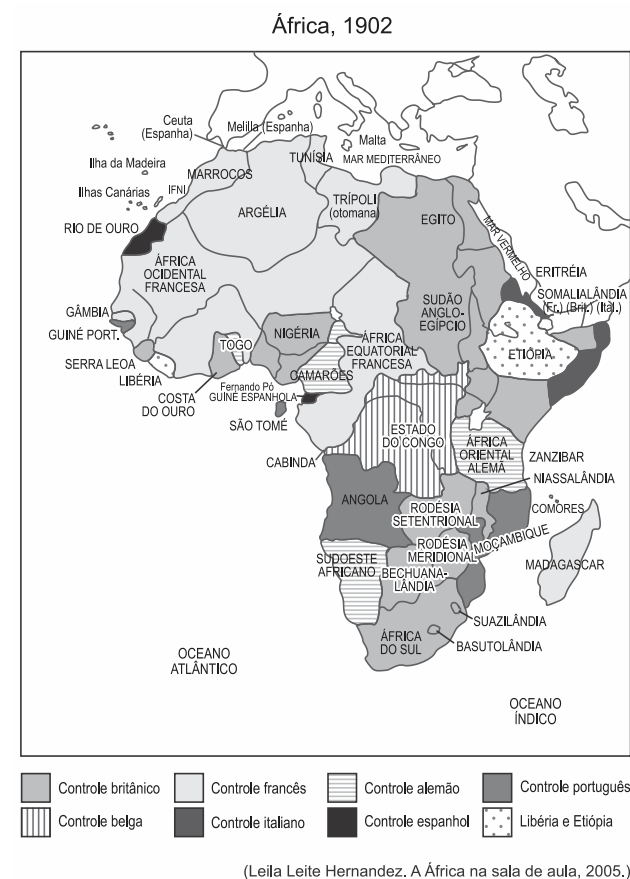 África, 1902
Ceuta
(Espanha)
Melilla (Espanha)
Malta
Ilha da Madeira
TUNÍSIA
MAR MEDITERRÂNEO
MARROCOS
Ilhas Canárias
IFNI
TRÍPOLI
(otomana)
ARGÉLIA
EGITO
RIO DE OURO
MAR VERMELHO
ÁFRICA
OCIDENTAL
FRANCESA
ERITRÉIA
SOMALIALÂNDIA
(Fr.) (Brit.) (Ital.)
SUDÃO
ANGLO-
EGÍPCIO
GÂMBIA
GUINÉ PORT.
NIGÉRIA
TOGO
ÁFRICA
EQUATORIAL
FRANCESA
ETIÓRIA
SERRA LEOA
LIBÉRIA
CAMARÕES
COSTA
DO OURO
Fernando Pó
GUINÉ ESPANHOLA
SÃO TOMÉ
ESTADO
DO CONGO
ÁFRICA
ORIENTAL
ALEMÃ
CABINDA
ZANZIBAR
NIASSALÂNDIA
ANGOLA
COMORES
RODÉSIA
SETENTRIONAL
RODÉSIA
MERIDIONAL
MOÇAMBIQUE
SUDOESTE
AFRICANO
BECHUANA-
LÂNDIA
MADAGASCAR
SUAZILÂNDIA
ÁFRICA
DO SUL
BASUTOLÂNDIA
OCEANO
ATLÂNTICO
OCEANO
ÍNDICO
Controle britânico
Controle francês
Controle alemão
Controle português
Controle belga
Controle italiano
Controle espanhol
Libéria e Etiópia
(Leila Leite Hernandez. A África na sala de aula, 2005.)